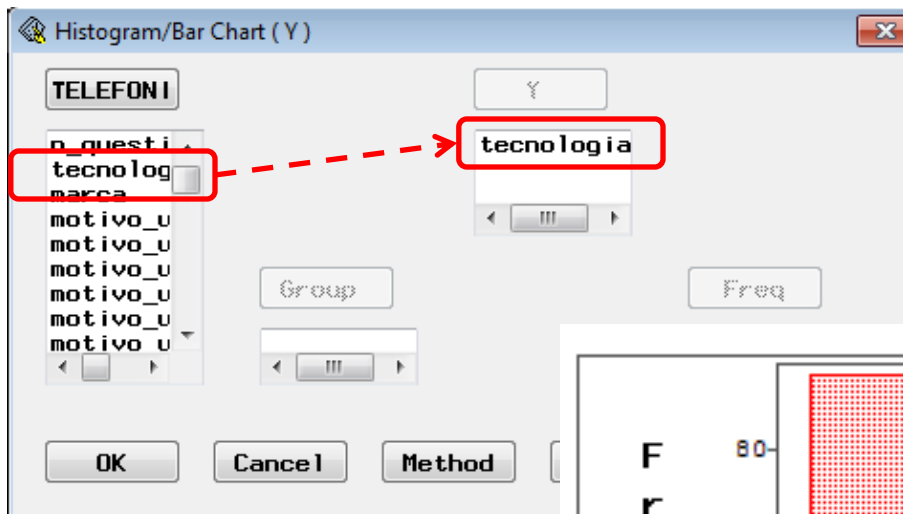 Histogram/Bar Chart ( Y )
TELEFONI
Y
n_questi
tecnolog
marca
motivo_u
motivo_u
motivo_u
motivo_u
motivo_u
motivo_u
tecnologia
Group
Freq
OK
Cancel
Method
F
r
80